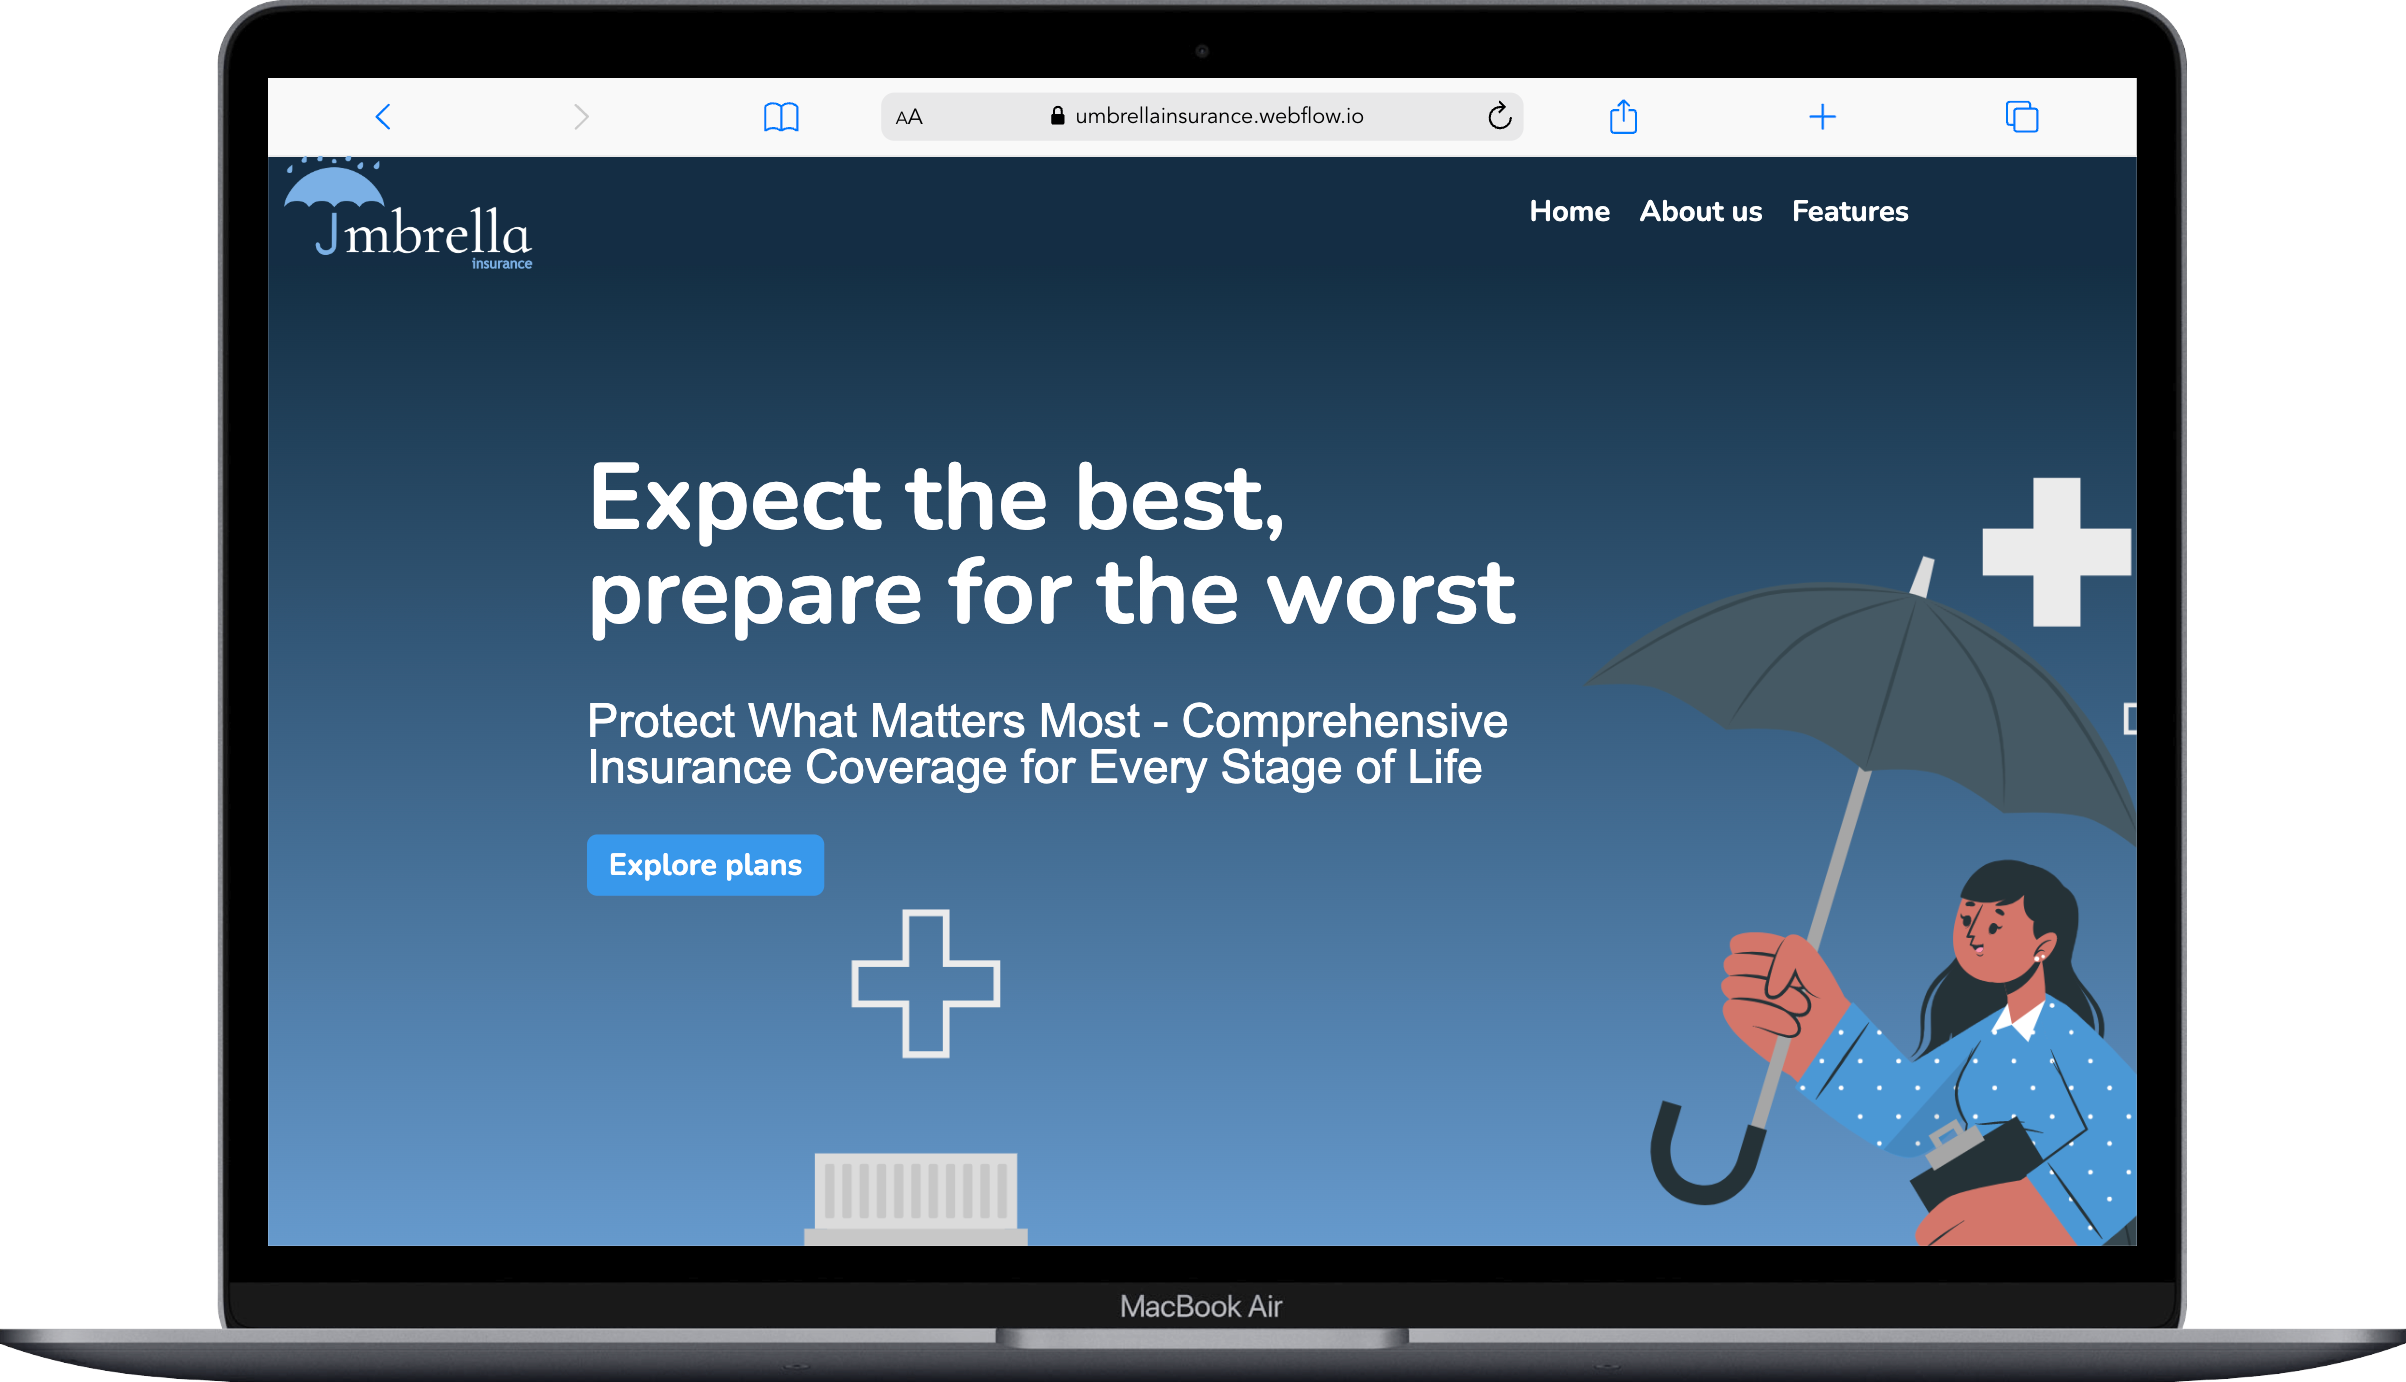 AA
umbrellainsurance.webflow.io
Umbrella
insurance
Home About us Features
Expect the best,
prepare for the worst
Protect What Matters Most - Comprehensive
Insurance Coverage for Every Stage of Life
Explore plans
MacBook Air